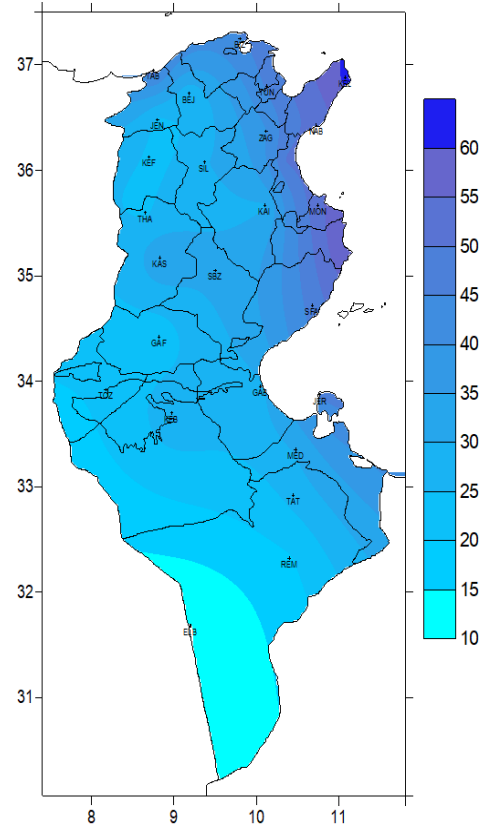 37
TAB
BEJ
TUN
JEN
ZAG
NAB
KEF
SIL
36
THA
KAI
MON
KAS
SBZ
35
SFA
GAF
34
TOZ
GAB
JER
MED
33
TAT
REM
32
ELB
31
8 9 10 11
60
55
50
45
40
35
30
25
20
15
10